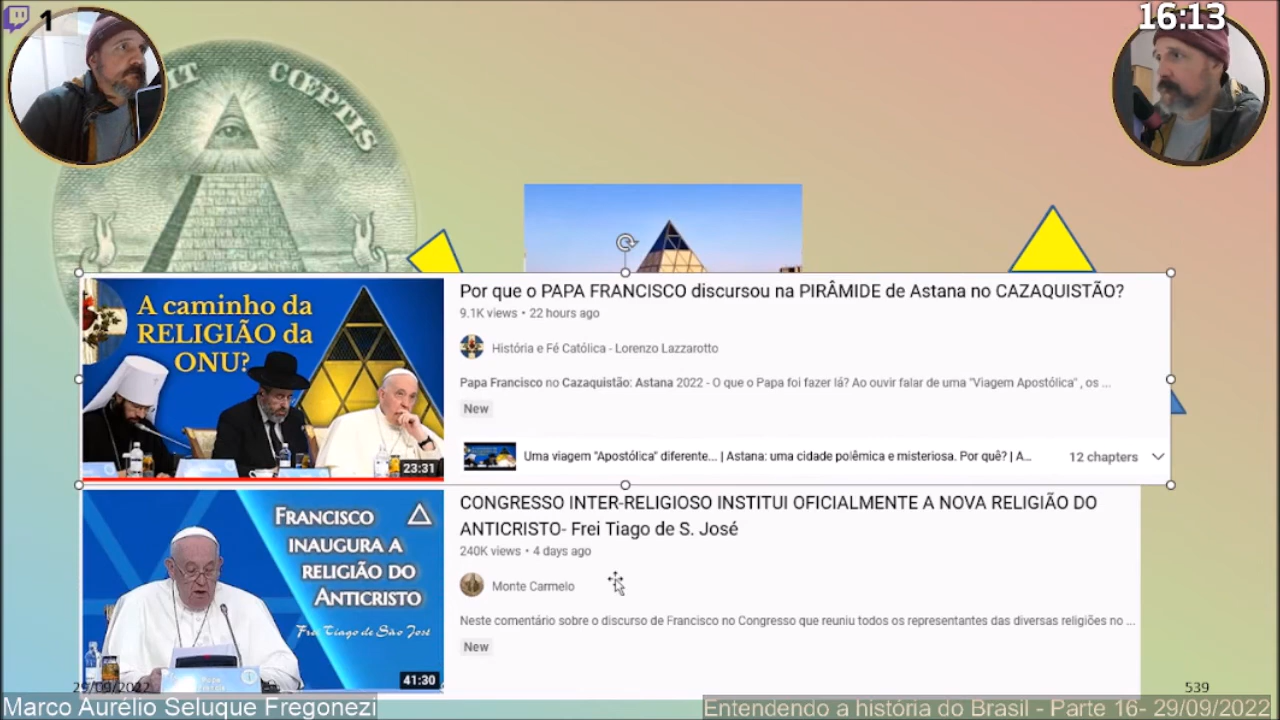 1
16:13
IT CŒPTIS
A caminho da
RELIGIÃO da
ONU?
23:31
Por que o PAPA FRANCISCO discursou na PIRÂMIDE de Astana no CAZAQUISTÃO?
9.1K views • 22 hours ago
História e Fé Católica - Lorenzo Lazzarotto
Papa Francisco no Cazaquistão: Astana 2022 - O que o Papa foi fazer lá? Ao ouvir falar de uma "Viagem Apostólica", os ...
New
Uma viagem "Apostólica" diferente... | Astana: uma cidade polêmica e misteriosa. Por quê? | A...
12 chapters
FRANCISCO
INAUGURA A
RELIGIÃO DO
ANTICRISTO
Frei Tiago de São José
41:30
CONGRESSO INTER-RELIGIOSO INSTITUI OFICIALMENTE A NOVA RELIGIÃO DO
ANTICRISTO- Frei Tiago de S. José
240K views • 4 days ago
Monte Carmelo
Neste comentário sobre o discurso de Francisco no Congresso que reuniu todos os representantes das diversas religiões no ...
New
29/09/2022
539
Marco Aurélio Seluque Fregonezi
Entendendo a história do Brasil - Parte 16- 29/09/2022